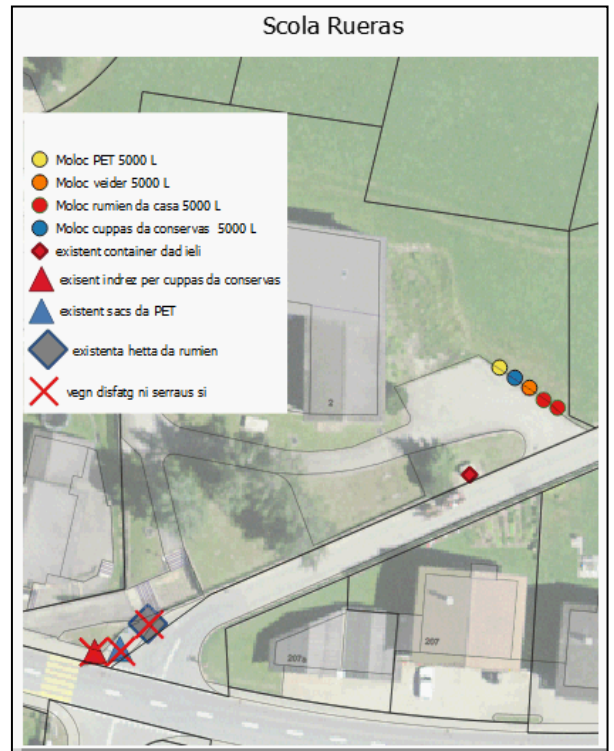 Scola Rueras
Moloc PET 5000 L
Moloc veider 5000 L
Moloc rumien da casa 5000 L
Moloc cuppas da conservas 5000 L
existent container dad ieli
exisent indrez per cuppas da conservas
existent sacs da PET
existenta hetta da rumien
vegn disfatg ni serraus si
2
207
207a